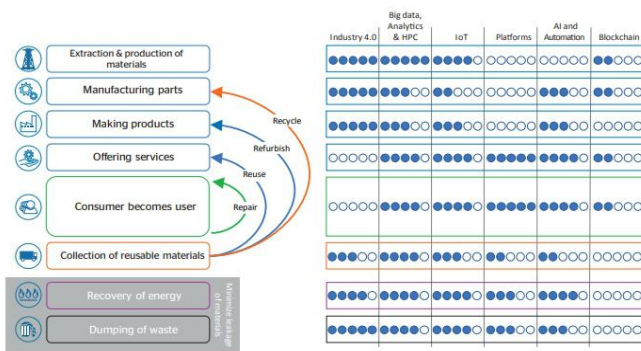 Big data,
Analytics
AI and
Industry 4.0
& HPC
IoT
Platforms
Automation
Blockchain
Extraction & production of
materials
Manufacturing parts
Recycle
Making products
Refurbish
Offering services
Reuse
Consumer becomes user
Repair
Collection of reusable materials
Recovery of energy
Dumping of waste
Minimize leakage
of materials